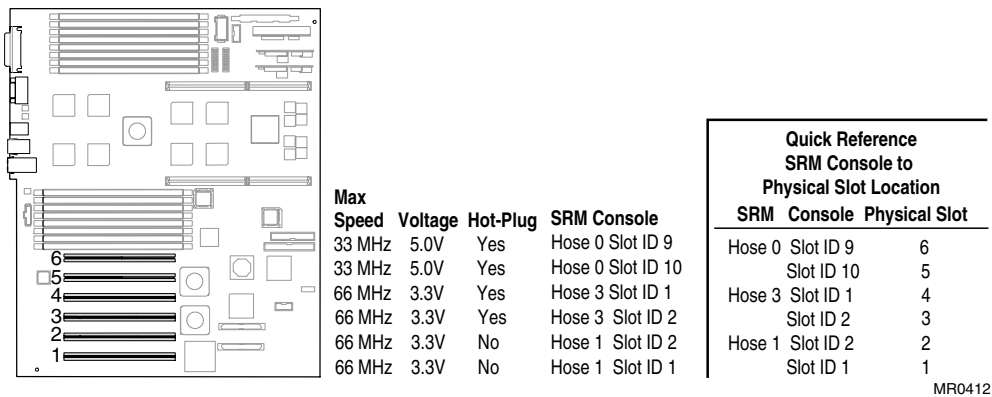 6
5
4
3
2
1
Max
Speed Voltage Hot-Plug SRM Console
33 MHz 5.0V Yes Hose 0 Slot ID 9
33 MHz 5.0V Yes Hose 0 Slot ID 10
66 MHz 3.3V Yes Hose 3 Slot ID 1
66 MHz 3.3V Yes Hose 3 Slot ID 2
66 MHz 3.3V No Hose 1 Slot ID 2
66 MHz 3.3V No Hose 1 Slot ID 1
Quick Reference
SRM Console to
Physical Slot Location
SRM Console Physical Slot
Hose 0 Slot ID 9 6
Slot ID 10 5
Hose 3 Slot ID 1 4
Slot ID 2 3
Hose 1 Slot ID 2 2
Slot ID 1 1
MR0412